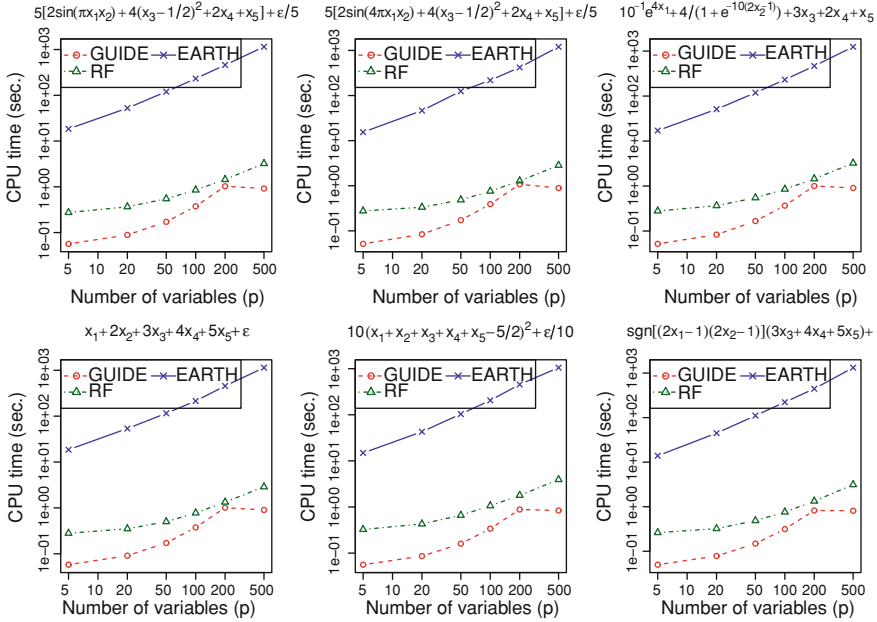 5[2sin(πx₁x₂)+4(x₃−1/2)²+2x₄+x₅]+ε/5
CPU time (sec.)
1e+03
1e+02
1e+01
1e+00
1e−01
GUIDE
EARTH
RF
5 10 20 50 100 200 500
Number of variables (p)
5[2sin(4πx₁x₂)+4(x₃−1/2)²+2x₄+x₅]+ε/5
CPU time (sec.)
1e+03
1e+02
1e+01
1e+00
1e−01
GUIDE
EARTH
RF
5 10 20 50 100 200 500
Number of variables (p)
10⁻¹e⁴ˣ¹+4/(1+e⁻¹⁰⁽²ˣ²⁻¹⁾)+3x₃+2x₄+x₅
CPU time (sec.)
1e+03
1e+02
1e+01
1e+00
1e−01
GUIDE
EARTH
RF
5 10 20 50 100 200 500
Number of variables (p)
x₁+2x₂+3x₃+4x₄+5x₅+ε
CPU time (sec.)
1e+03
1e+02
1e+01
1e+00
1e−01
GUIDE
EARTH
RF
5 10 20 50 100 200 500
Number of variables (p)
10(x₁+x₂+x₃+x₄+x₅−5/2)²+ε/10
CPU time (sec.)
1e+03
1e+02
1e+01
1e+00
1e−01
GUIDE
EARTH
RF
5 10 20 50 100 200 500
Number of variables (p)
sgn[(2x₁−1)(2x₂−1)](3x₃+4x₄+5x₅)+
CPU time (sec.)
1e+03
1e+02
1e+01
1e+00
1e−01
GUIDE
EARTH
RF
5 10 20 50 100 200 500
Number of variables (p)